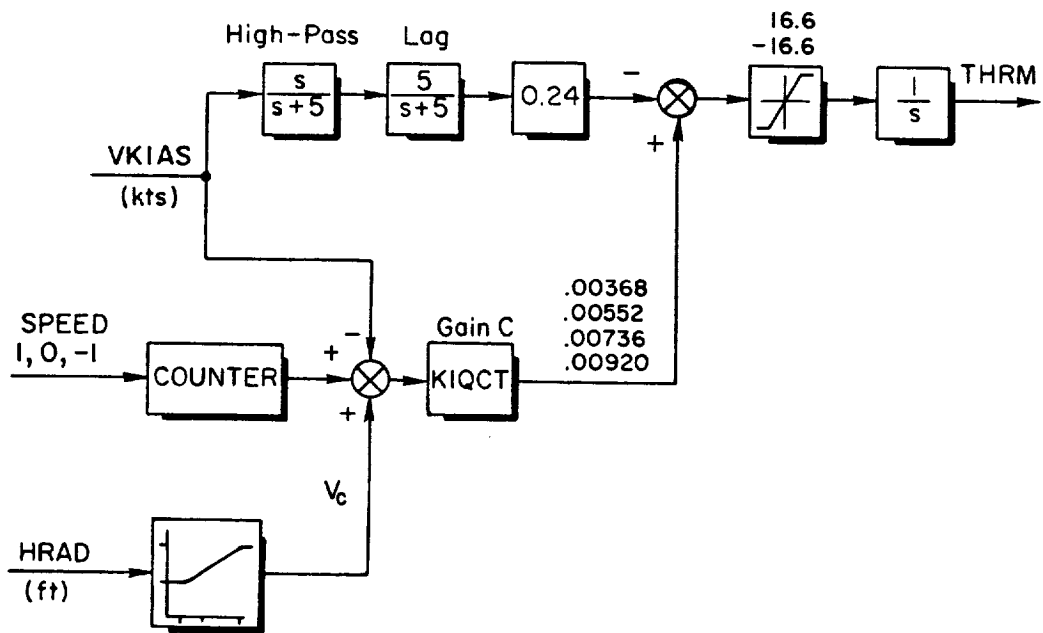 High-Pass
Lag
16.6
-16.6
s
s+5
5
s+5
0.24
-
+
1
s
THRM
VKIAS
(kts)
.00368
.00552
.00736
.00920
SPEED
1, 0, -1
COUNTER
-
+
+
Gain C
KIQCT
Vc
HRAD
(ft)